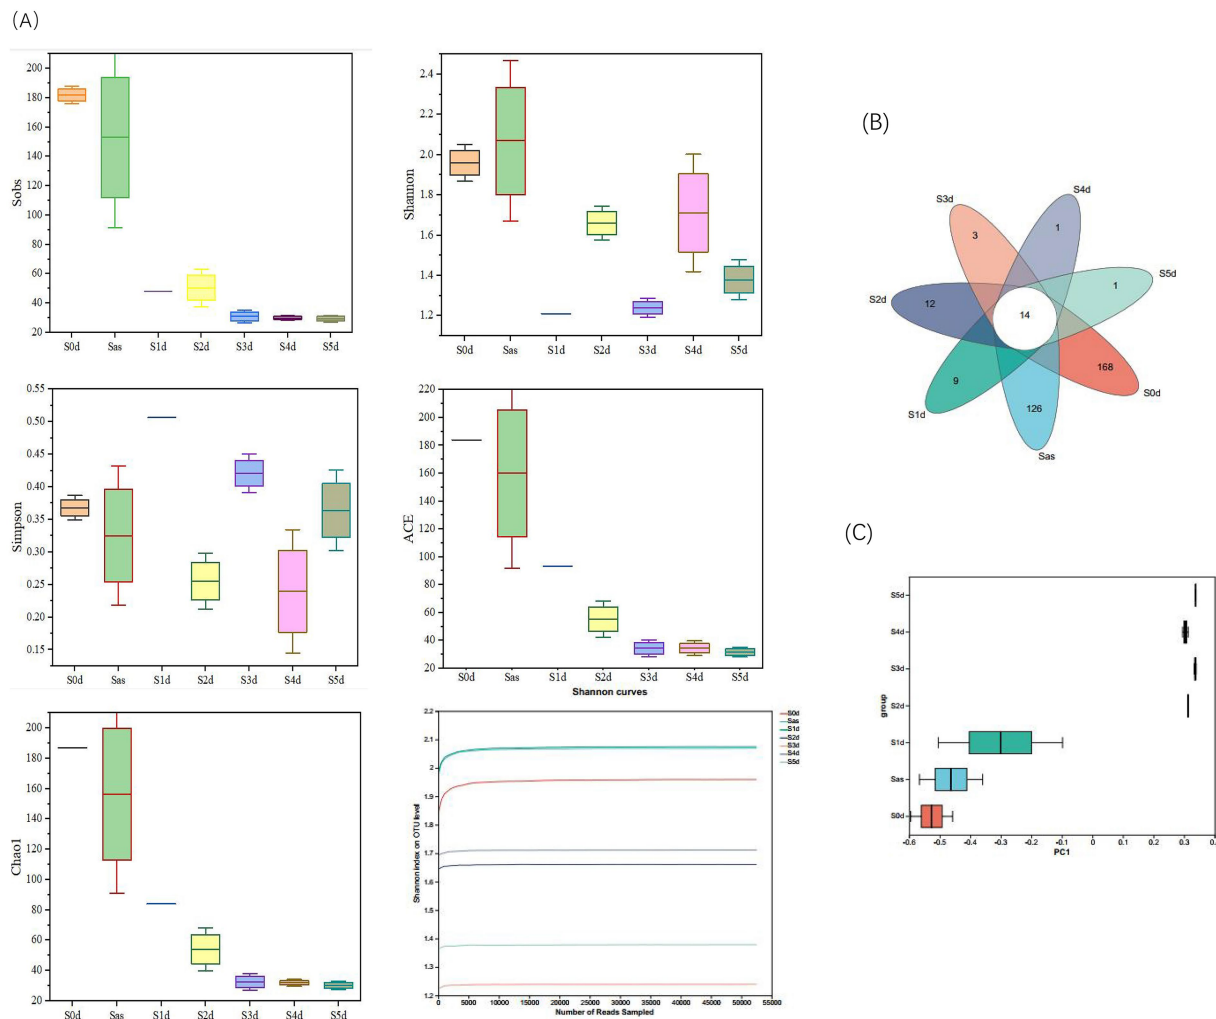 (A)
200
180
160
140
120
100
80
60
40
20
Sobs
S0d Sas S1d S2d S3d S4d S5d
2.4
2.2
2.0
1.8
1.6
1.4
1.2
Shannon
S0d Sas S1d S2d S3d S4d S5d
0.55
0.50
0.45
0.40
0.35
0.30
0.25
0.20
0.15
Simpson
S0d Sas S1d S2d S3d S4d S5d
220
200
180
160
140
120
100
80
60
40
20
ACE
S0d Sas S1d S2d S3d S4d S5d
200
180
160
140
120
100
80
60
40
20
Chao1
S0d Sas S1d S2d S3d S4d S5d
Shannon curves
2.2
2.1
2
1.9
1.8
1.7
1.6
1.5
1.4
1.3
1.2
Shannon index on OTU level
0 5000 10000 15000 20000 25000 30000 35000 40000 45000 50000 55000
Number of Reads Sampled
S0d
Sas
S1d
S2d
S3d
S4d
S5d
(B)
S4d
S3d
1
3
S5d
1
S2d
12
14
168
S0d
9
S1d
126
Sas
(C)
S5d
S4d
S3d
S2d
S1d
Sas
S0d
group
-0.6 -0.5 -0.4 -0.3 -0.2 -0.1 0 0.1 0.2 0.3
PC1